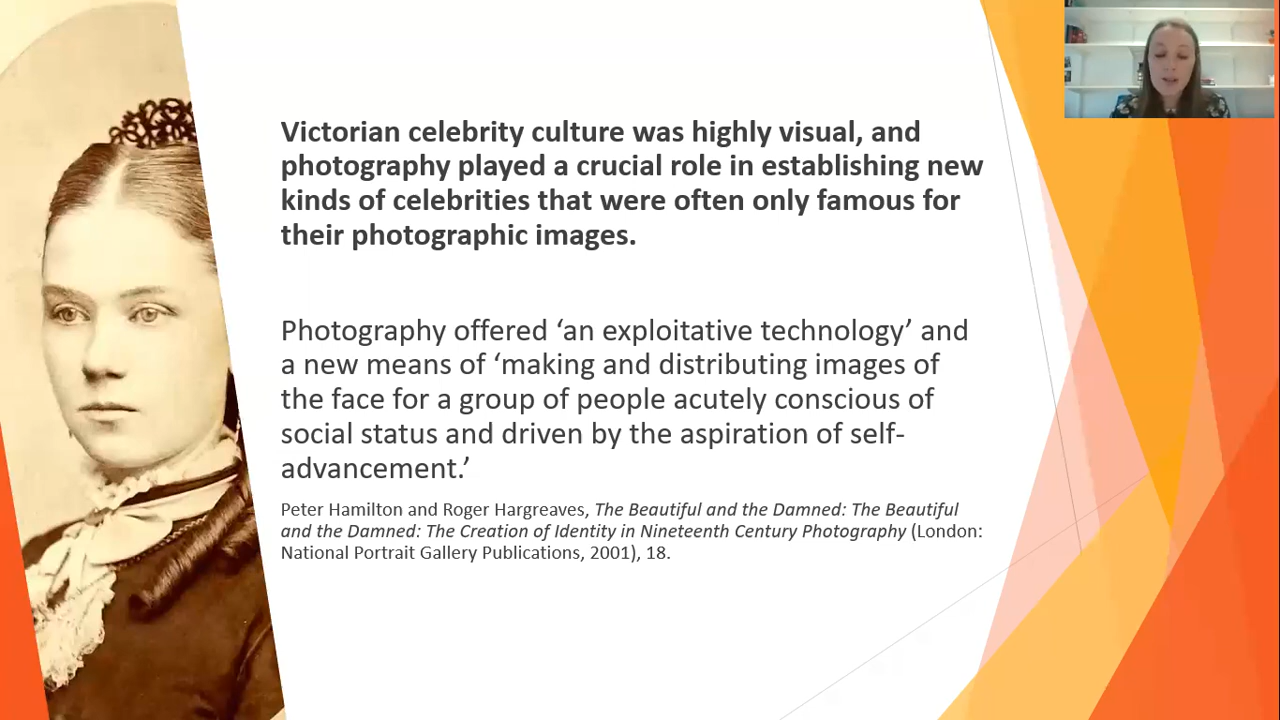 Victorian celebrity culture was highly visual, and
photography played a crucial role in establishing new
kinds of celebrities that were often only famous for
their photographic images.
Photography offered ‘an exploitative technology’ and
a new means of ‘making and distributing images of
the face for a group of people acutely conscious of
social status and driven by the aspiration of self-
advancement.’
Peter Hamilton and Roger Hargreaves, The Beautiful and the Damned: The Beautiful
and the Damned: The Creation of Identity in Nineteenth Century Photography (London:
National Portrait Gallery Publications, 2001), 18.